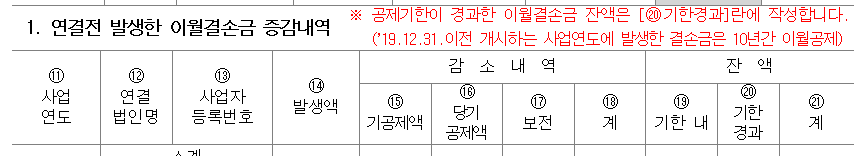 1. 연결전 발생한 이월결손금 증감내역
※ 공제기한이 경과한 이월결손금 잔액은 [⑳기한경과]란에 작성합니다.
('19.12.31.이전 개시하는 사업연도에 발생한 결손금은 10년간 이월공제)
⑪ 사업 연도
⑫ 연결 법인명
⑬ 사업자 등록번호
⑭ 발생액
감 소 내 역
⑮ 기공제액
⑯ 당기 공제액
⑰ 보전
⑱ 계
잔 액
⑲ 기한 내
⑳ 기한 경과
㉑ 계